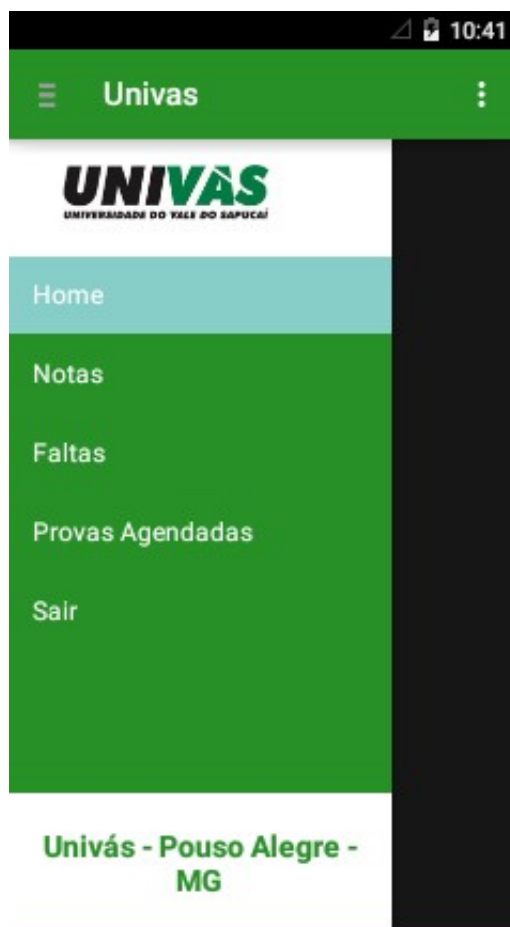 10:41
Univas
UNIVÁS
UNIVERSIDADE DO VALE DO SAPUCAÍ
Home
Notas
Faltas
Provas Agendadas
Sair
Univás - Pouso Alegre -
MG